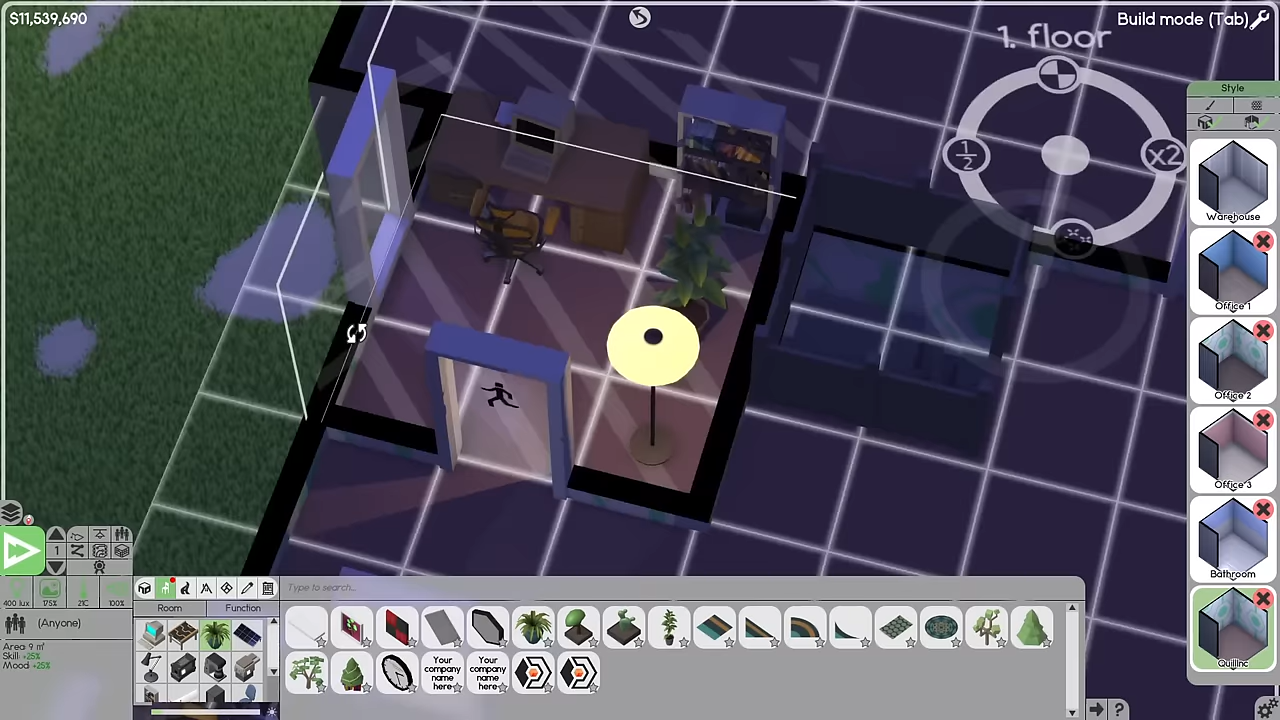 $11,539,690
Build mode (Tab)
1. floor
1/2
x2
Style
Warehouse
Office 1
Office 2
Office 3
Bathroom
QuillInc
1
400 lux
175%
21C
100%
(Anyone)
Area: 9 m²
Skill: +25%
Mood: +25%
Room
Function
Type to search...
Your company name here
Your company name here
?